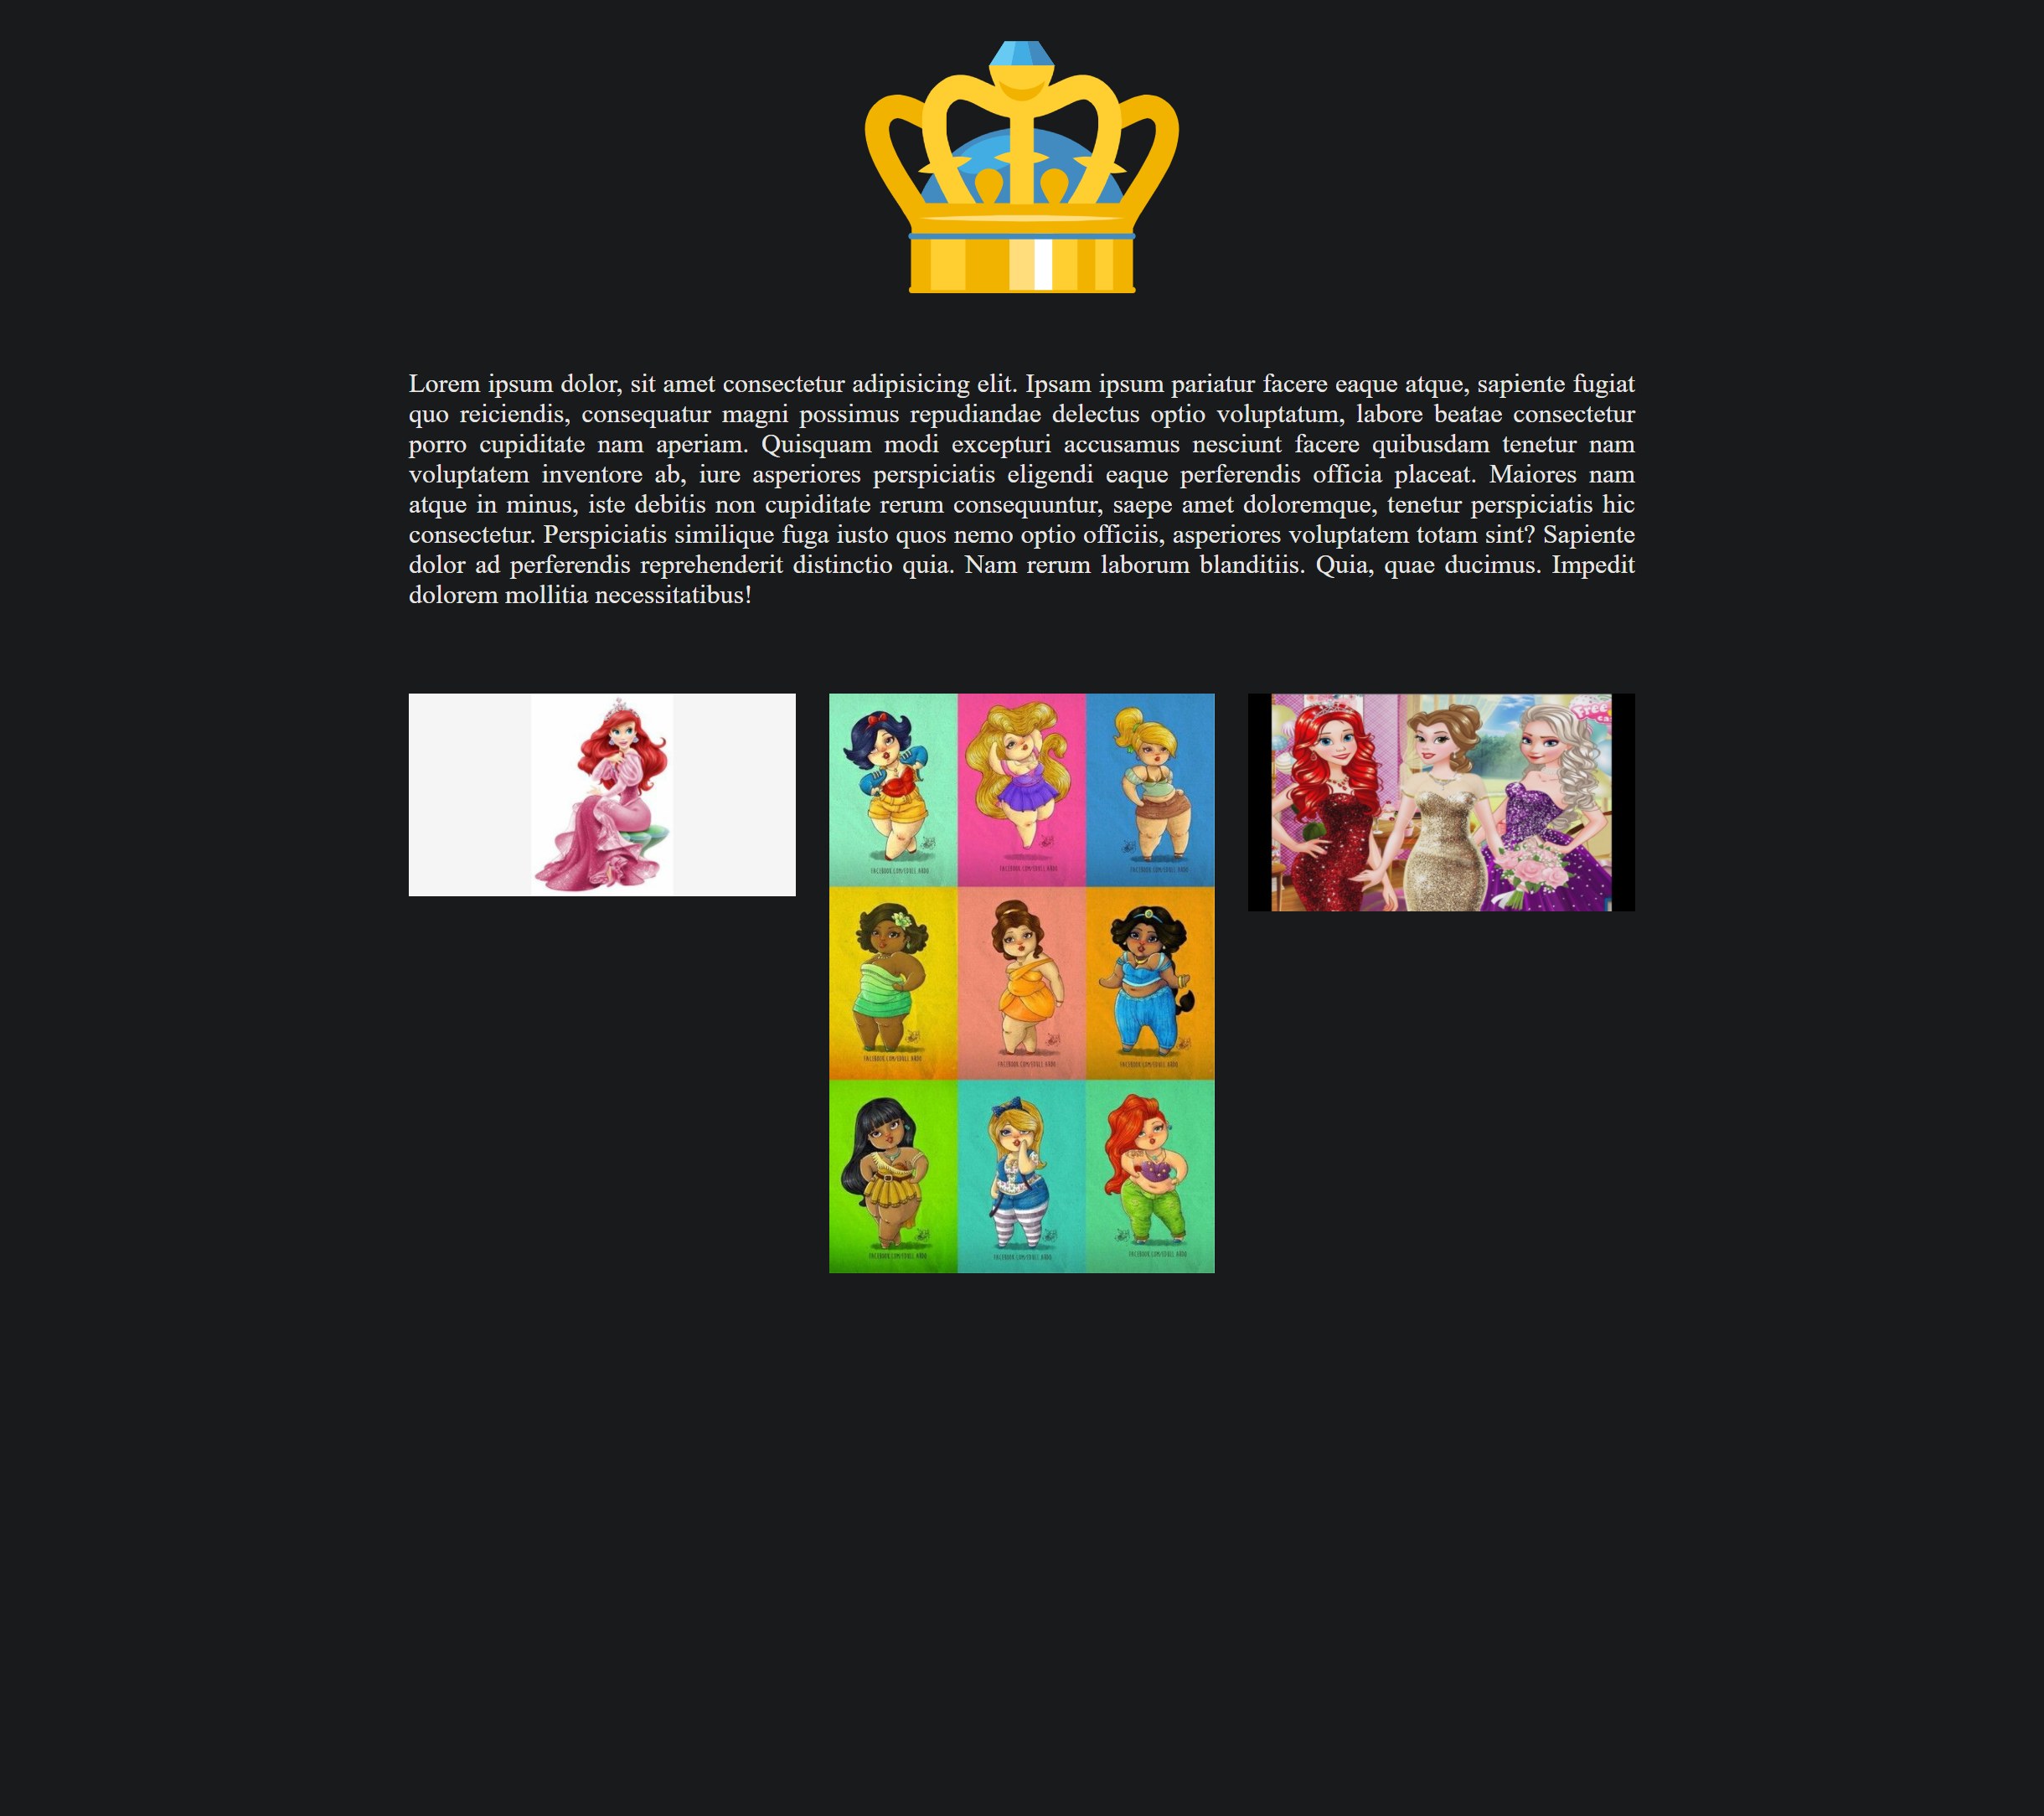 Lorem ipsum dolor, sit amet consectetur adipisicing elit. Ipsam ipsum pariatur facere eaque atque, sapiente fugiat
quo reiciendis, consequatur magni possimus repudiandae delectus optio voluptatum, labore beatae consectetur
porro cupiditate nam aperiam. Quisquam modi excepturi accusamus nesciunt facere quibusdam tenetur nam
voluptatem inventore ab, iure asperiores perspiciatis eligendi eaque perferendis officia placeat. Maiores nam
atque in minus, iste debitis non cupiditate rerum consequuntur, saepe amet doloremque, tenetur perspiciatis hic
consectetur. Perspiciatis similique fuga iusto quos nemo optio officiis, asperiores voluptatem totam sint? Sapiente
dolor ad perferendis reprehenderit distinctio quia. Nam rerum laborum blanditiis. Quia, quae ducimus. Impedit
dolorem mollitia necessitatibus!
Free